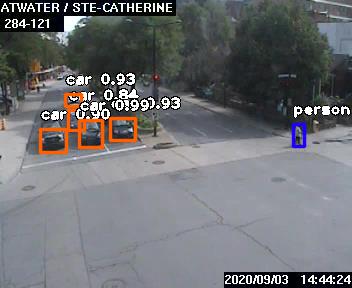 ATWATER / STE-CATHERINE
284-121
car 0.93
car 0.84
car 0.99
0.93
car 0.90
person
2020/09/03 14:44:24